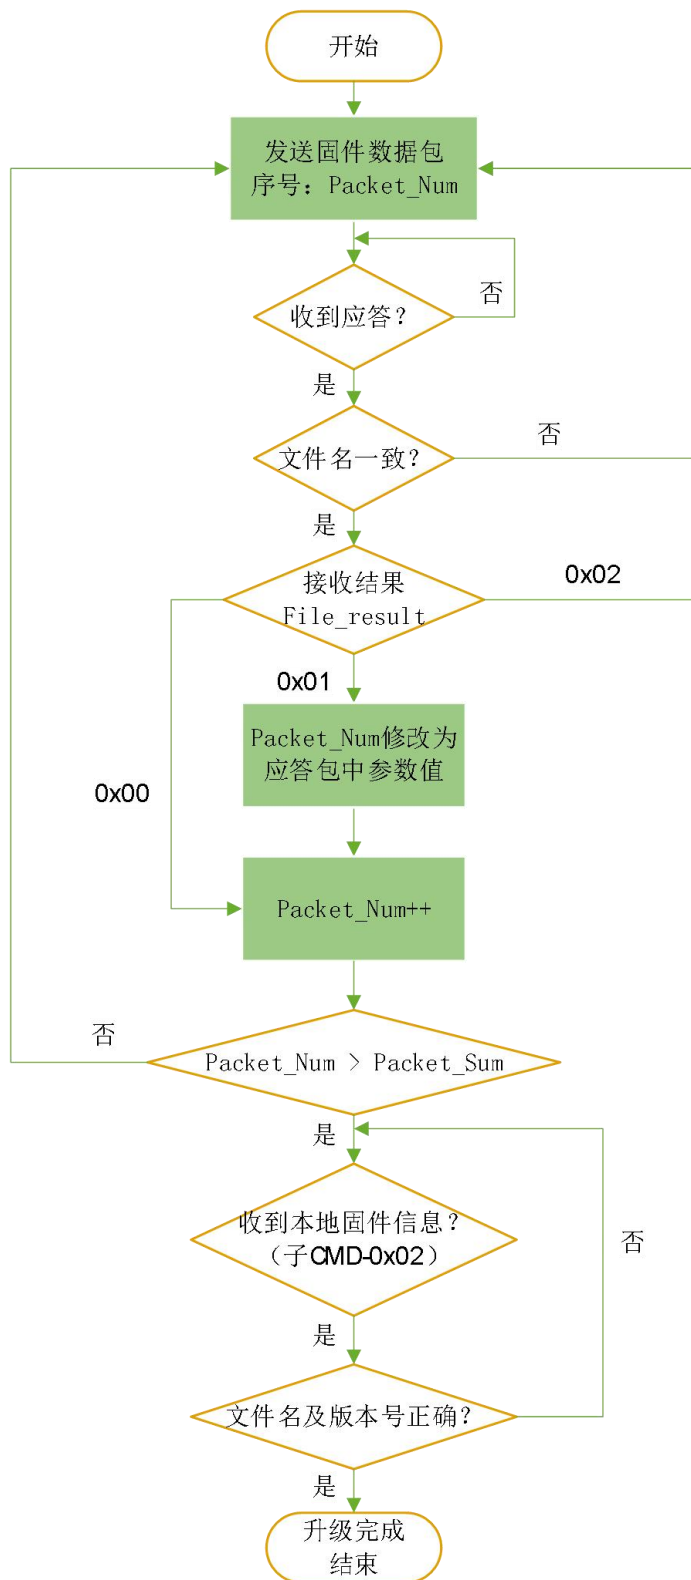 开始
发送固件数据包
序号：Packet_Num
否
收到应答？
是
否
文件名一致？
是
接收结果
File_result
0x02
0x01
Packet_Num修改为
应答包中参数值
0x00
Packet_Num++
否
Packet_Num > Packet_Sum
是
收到本地固件信息？
（子CMD-0x02）
否
是
文件名及版本号正确？
是
升级完成
结束